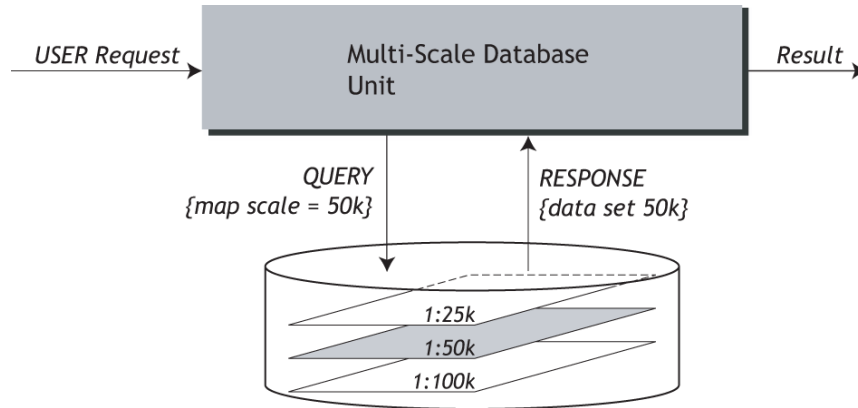 USER Request
Multi-Scale Database
Unit
Result
QUERY
{map scale = 50k}
RESPONSE
{data set 50k}
1:25k
1:50k
1:100k